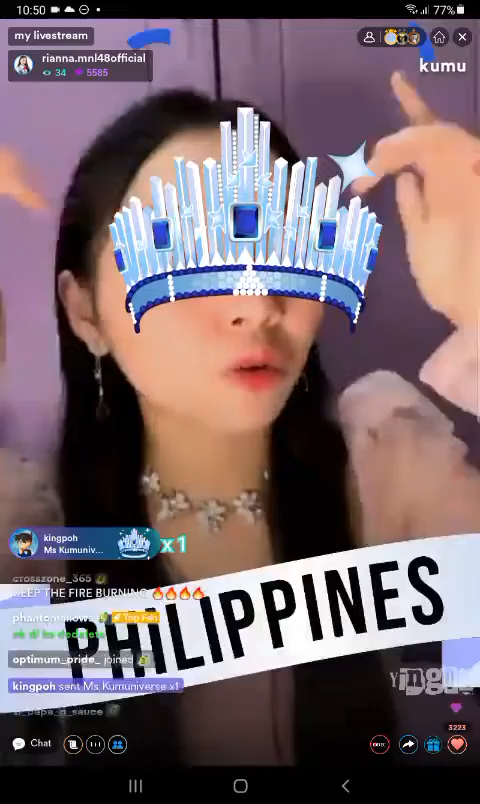 10:50
77%
my livestream
rianna.mnl48official
34 5585
kumu
kingpoh
Ms Kumuniv...
x1
crosszone_365
KEEP THE FIRE BURNING
Top Fan
PHILIPPINES
optimum_pride_ joined
kingpoh sent Ms Kumuniverse x1
3223
Chat